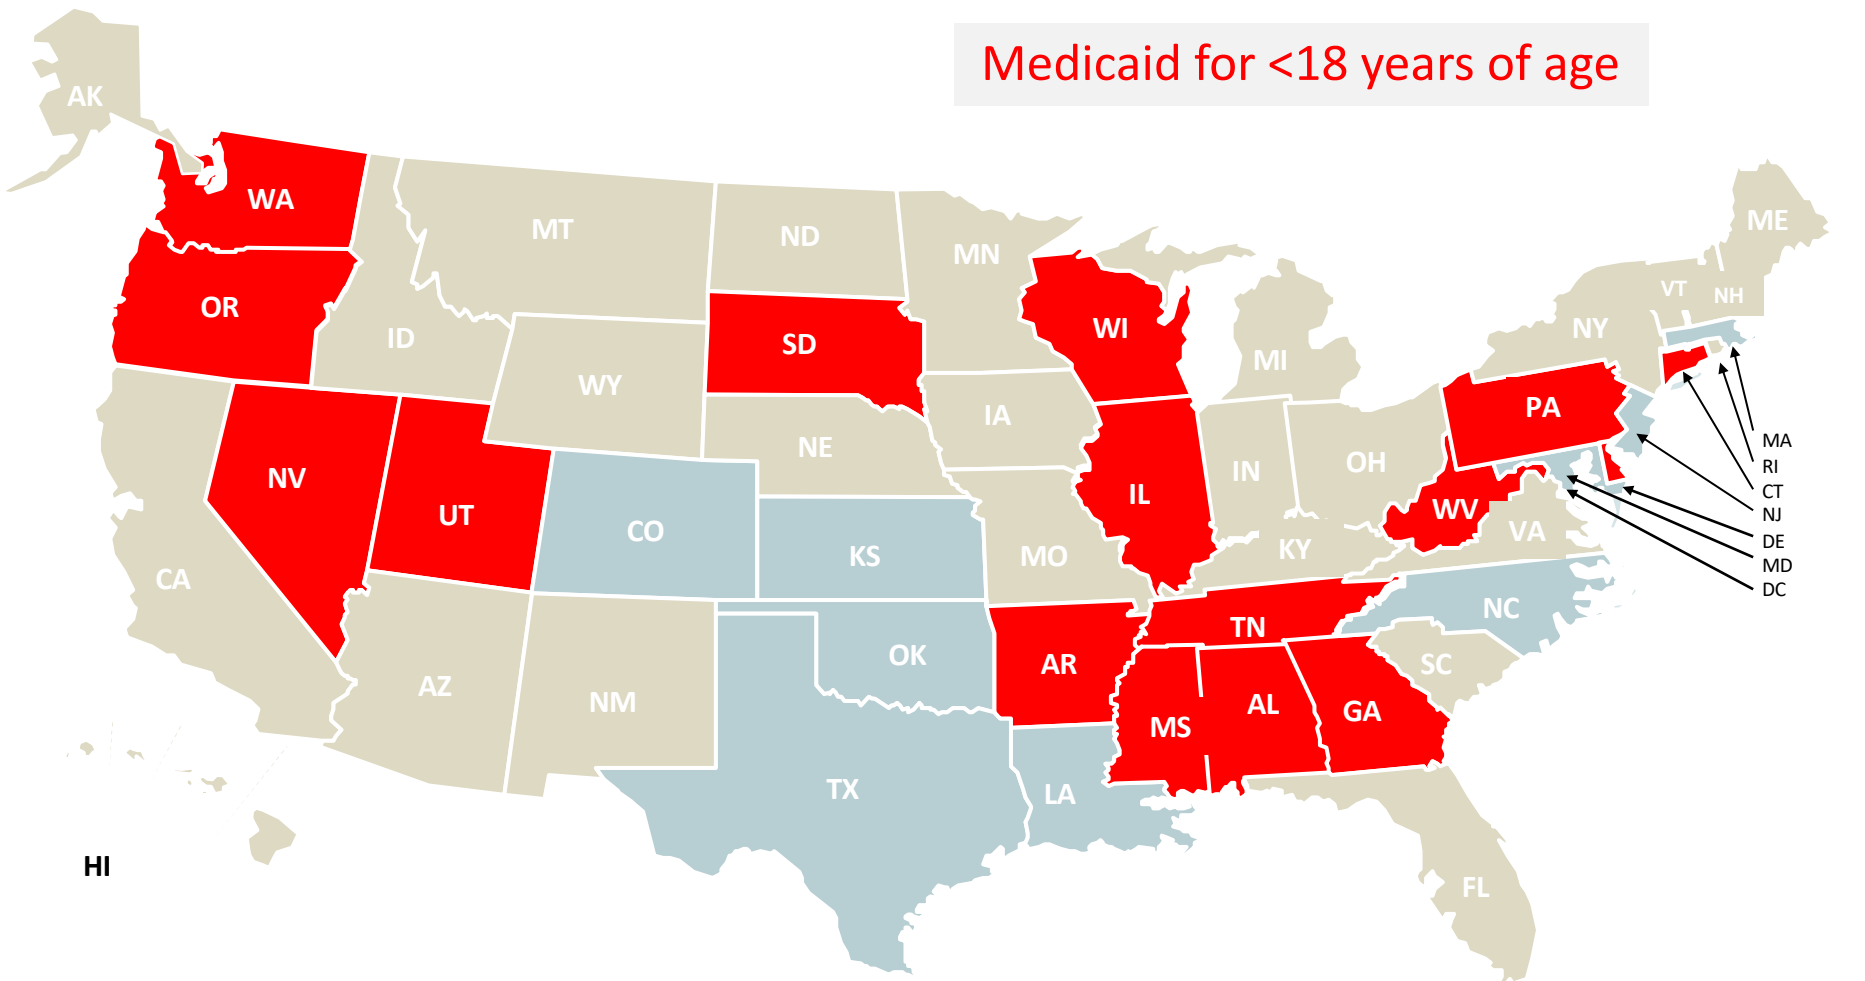 Medicaid for <18 years of age
AK
WA
MT
ND
MN
ME
VT
NH
OR
ID
SD
WI
NY
MI
WY
IA
PA
NE
NV
UT
IL
IN
OH
WV
VA
MA
RI
CT
NJ
DE
MD
DC
CO
KS
MO
KY
CA
NC
TN
OK
AR
SC
AZ
NM
MS
AL
GA
TX
LA
HI
FL